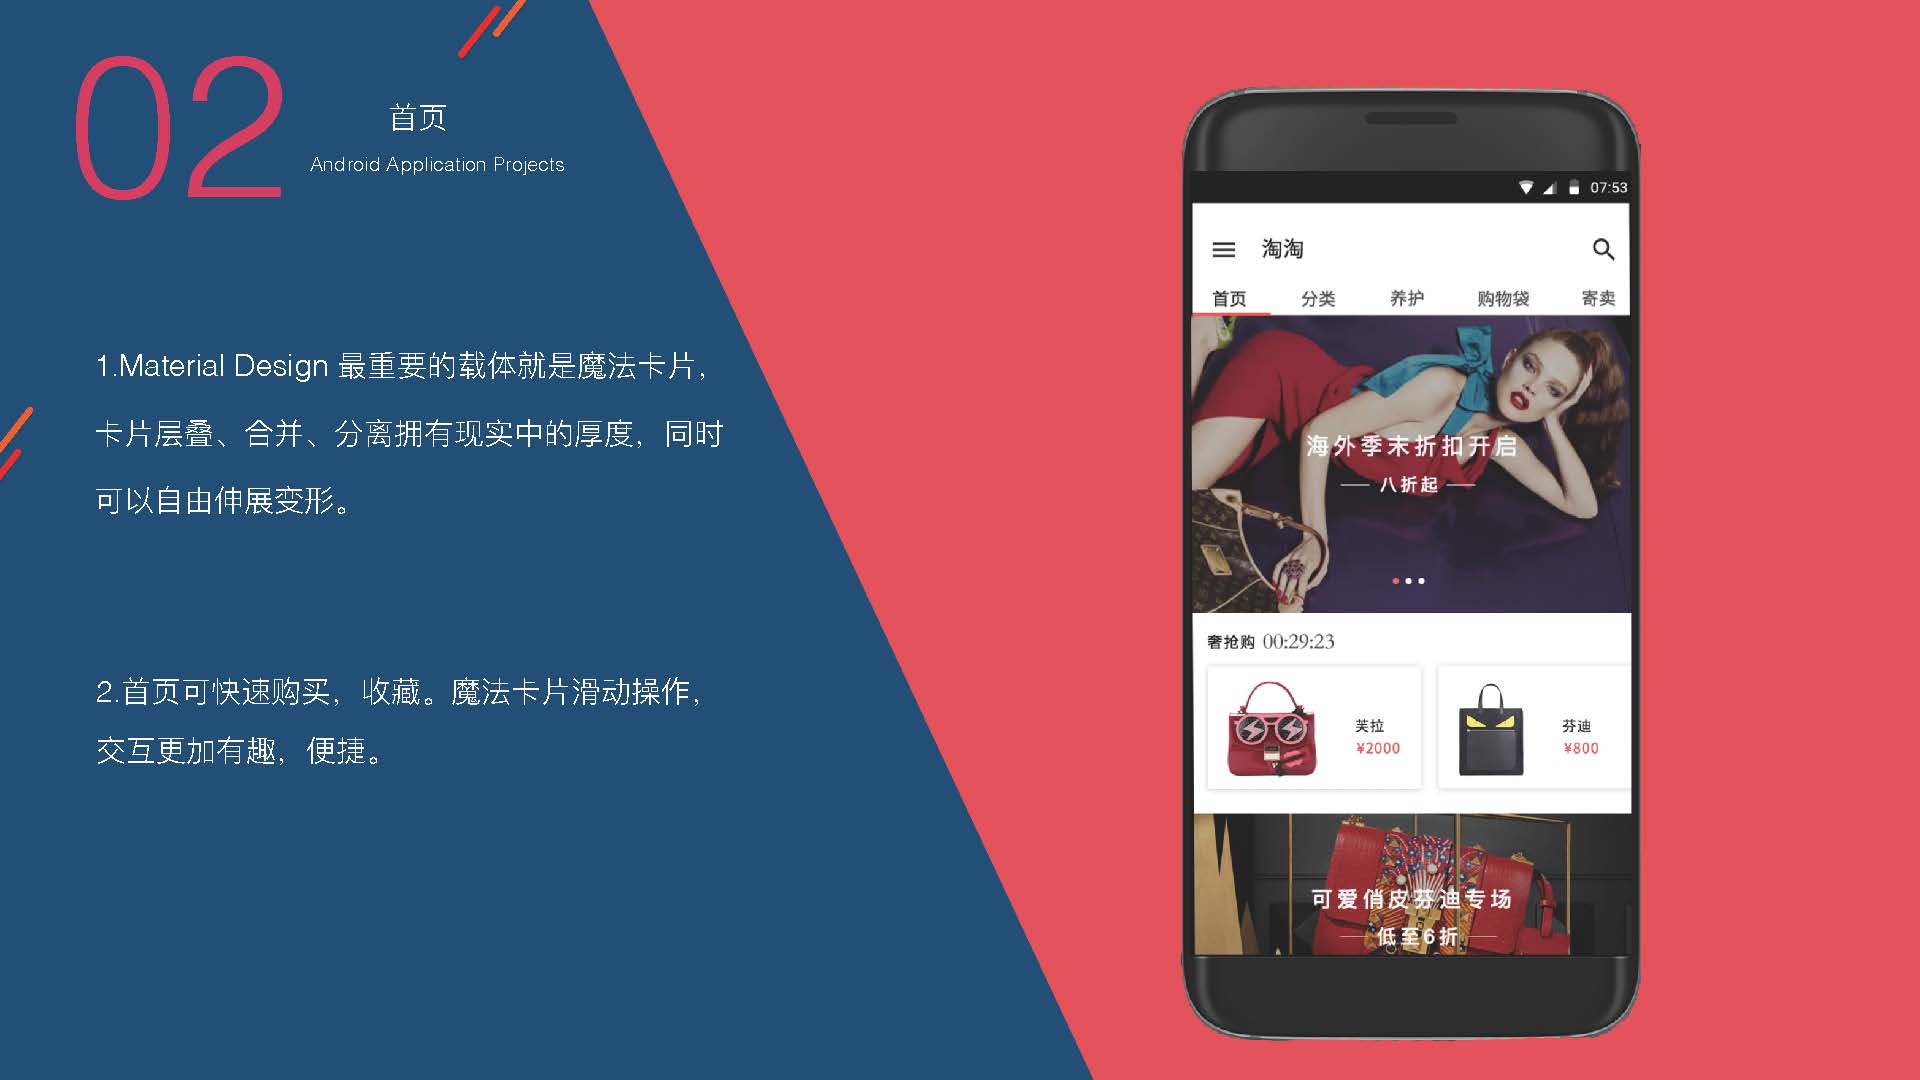 02
首页
Android Application Projects
1.Material Design 最重要的载体就是魔法卡片，
卡片层叠、合并、分离拥有现实中的厚度，同时
可以自由伸展变形。
2.首页可快速购买，收藏。魔法卡片滑动操作，
交互更加有趣，便捷。
07:53
淘淘
首页 分类 养护 购物袋 寄卖
海外季末折扣开启
八折起
奢抢购 00:29:23
芙拉
¥2000
芬迪
¥800
可爱俏皮芬迪专场
低至6折